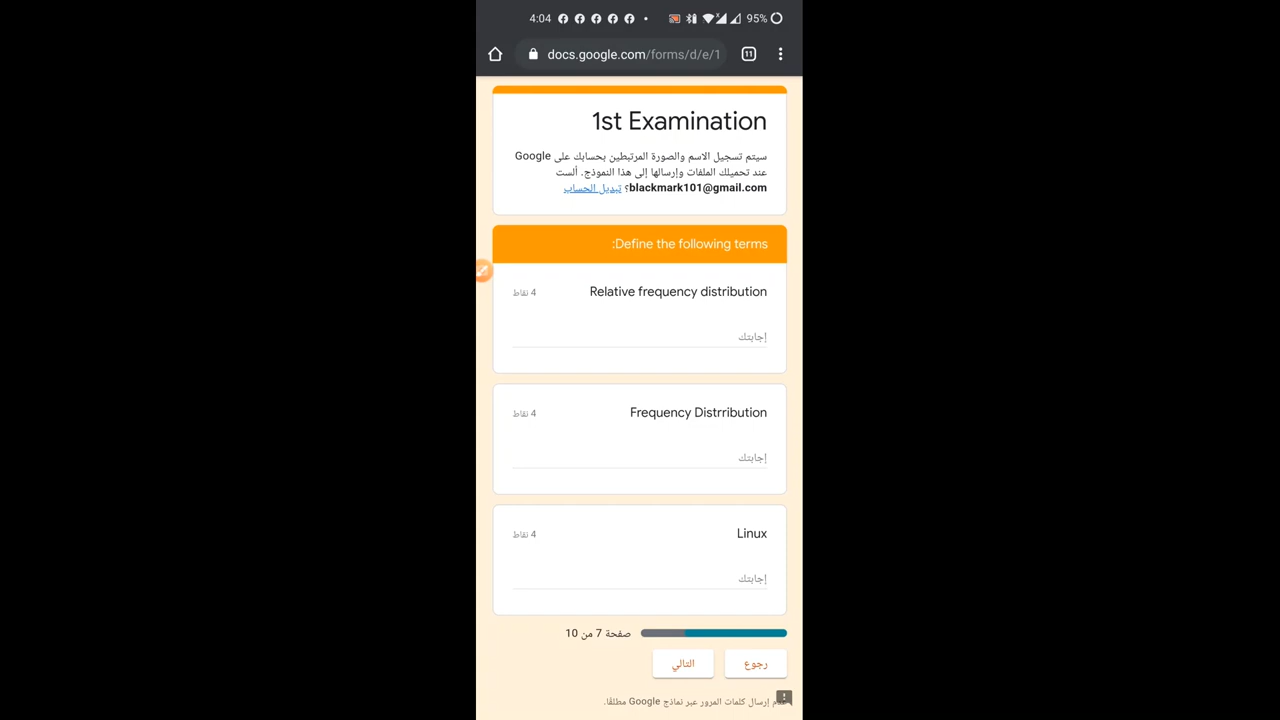 4:04
95%
docs.google.com/forms/d/e/1
11
1st Examination
سيتم تسجيل الاسم والصورة المرتبطين بحسابك على Google
عند تحميلك الملفات وإرسالها إلى هذا النموذج. ألست
blackmark101@gmail.com؟ تبديل الحساب
Define the following terms:
Relative frequency distribution
4 نقاط
إجابتك
Frequency Distrribution
4 نقاط
إجابتك
Linux
4 نقاط
إجابتك
صفحة 7 من 10
رجوع
التالي
إرسال كلمات المرور عبر نماذج Google مطلقًا.